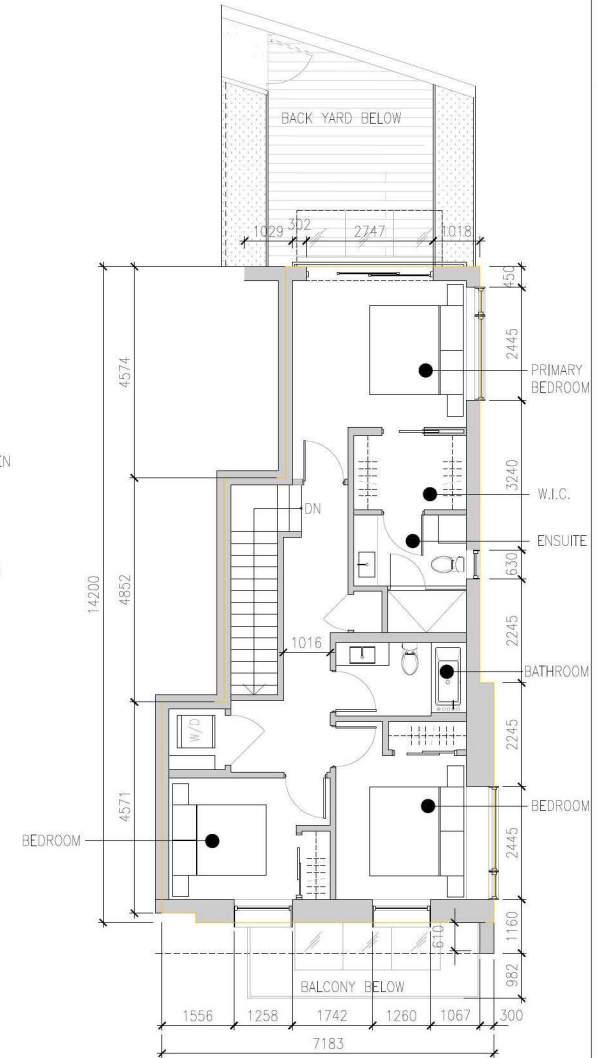 BACK YARD BELOW
302
1029
2747
1018
450
2445
4574
PRIMARY
BEDROOM
EN
3240
W.I.C.
DN
ENSUITE
630
14200
4852
2245
1016
BATHROOM
W/D
2245
4571
BEDROOM
BEDROOM
2445
610
1160
BALCONY BELOW
982
1556
1258
1742
1260
1067
300
7183